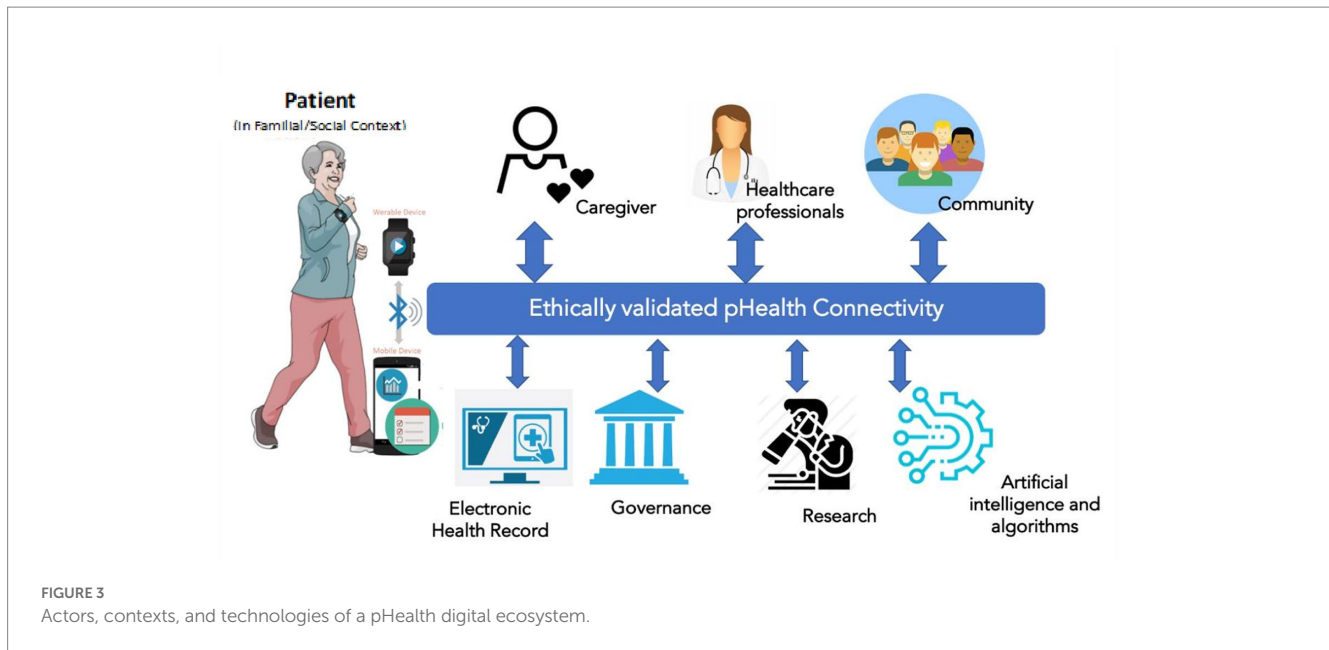 Patient
(In Familial/Social Context)
Werable Device
Mobile Device
Caregiver
Healthcare
professionals
Community
Ethically validated pHealth Connectivity
Electronic
Health Record
Governance
Research
Artificial
intelligence and
algorithms
FIGURE 3
Actors, contexts, and technologies of a pHealth digital ecosystem.